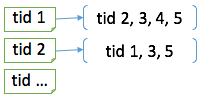 tid 1 tid 2, 3, 4, 5
tid 2 tid 1, 3, 5
tid ...